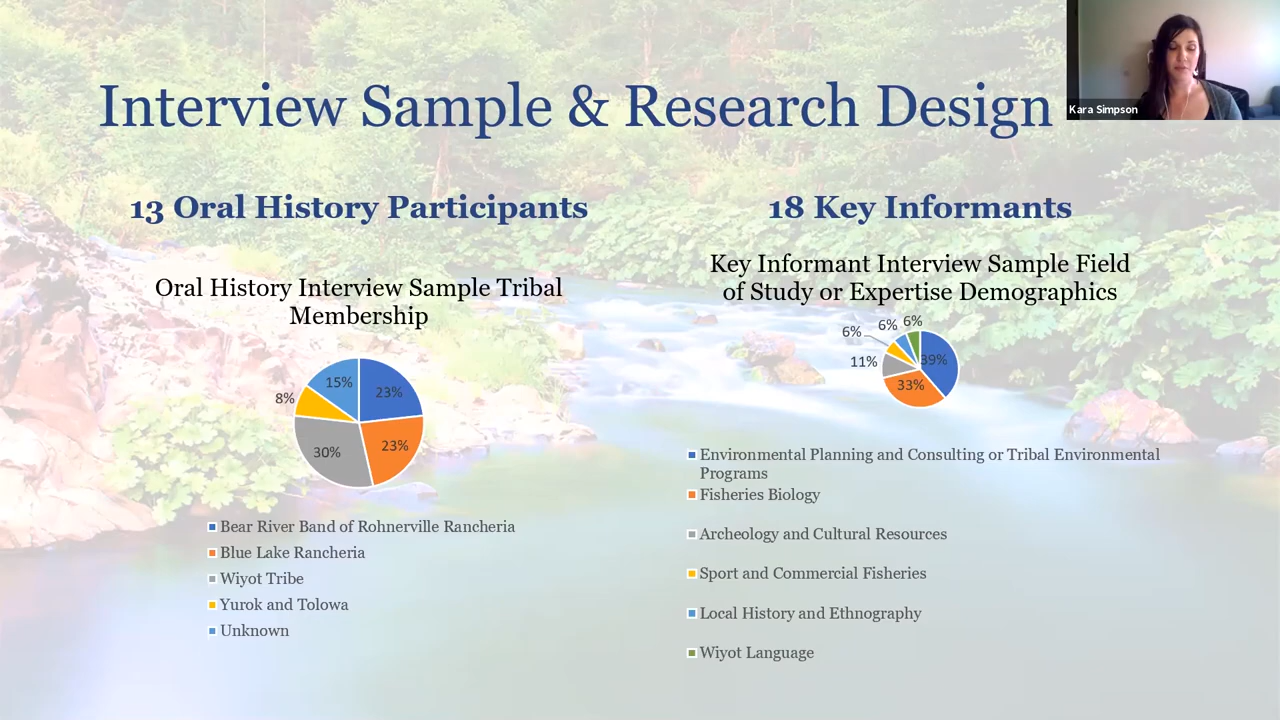 Interview Sample & Research Design
Kara Simpson
13 Oral History Participants
Oral History Interview Sample Tribal
Membership
15%
23%
8%
30%
23%
Bear River Band of Rohnerville Rancheria
Blue Lake Rancheria
Wiyot Tribe
Yurok and Tolowa
Unknown
18 Key Informants
Key Informant Interview Sample Field
of Study or Expertise Demographics
6%
6%
6%
11%
39%
33%
Environmental Planning and Consulting or Tribal Environmental
Programs
Fisheries Biology
Archeology and Cultural Resources
Sport and Commercial Fisheries
Local History and Ethnography
Wiyot Language